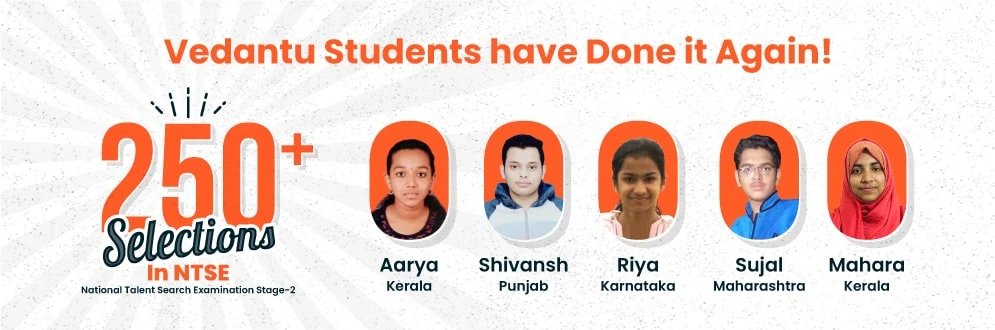 Vedantu Students have Done it Again!
250+
Selections
In NTSE
National Talent Search Examination Stage-2
Aarya
Kerala
Shivansh
Punjab
Riya
Karnataka
Sujal
Maharashtra
Mahara
Kerala